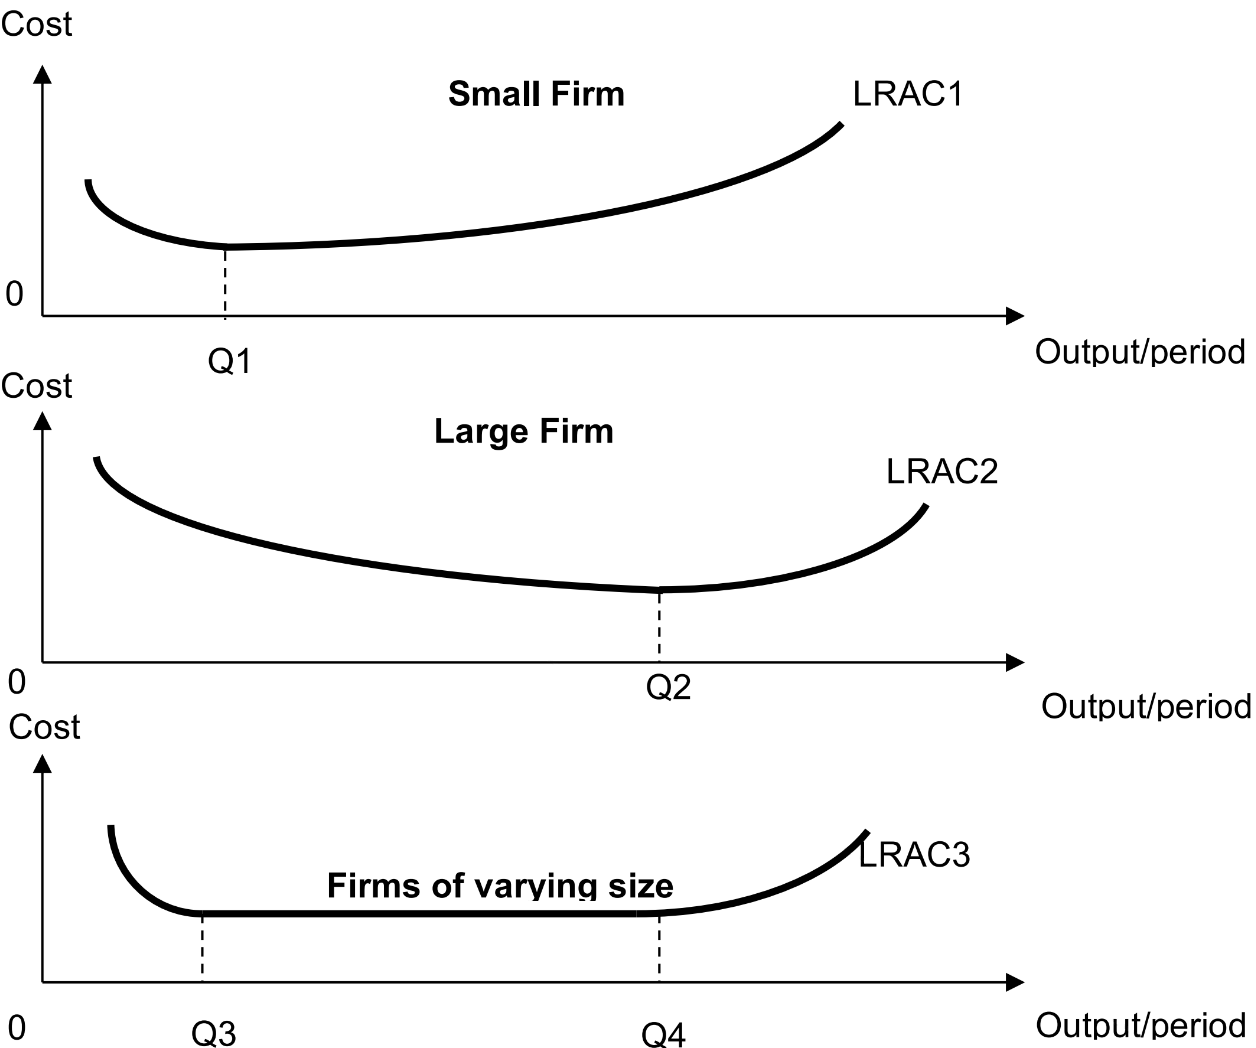 Cost
Small Firm
LRAC1
0
Q1
Output/period
Cost
Large Firm
LRAC2
0
Q2
Output/period
Cost
LRAC3
Firms of varying size
0
Q3
Q4
Output/period